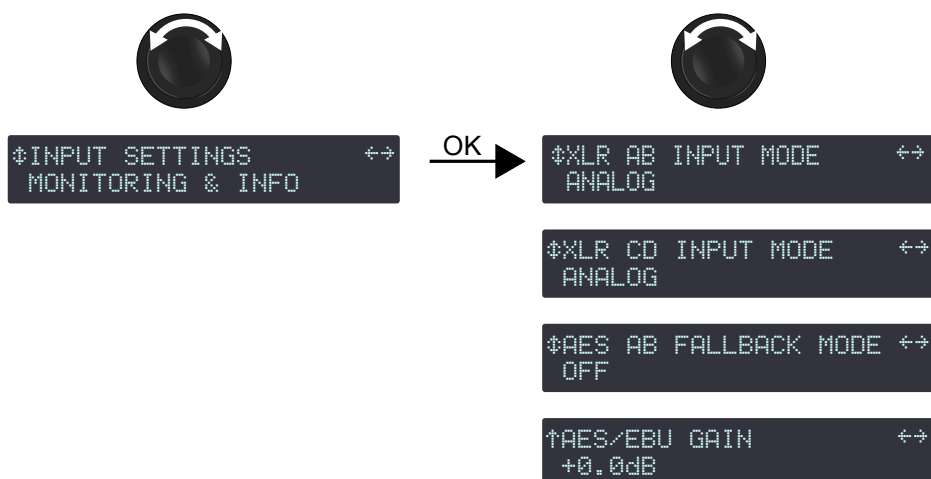 ↕INPUT SETTINGS ↔
MONITORING & INFO
OK
↕XLR AB INPUT MODE ↔
ANALOG
↕XLR CD INPUT MODE ↔
ANALOG
↕AES AB FALLBACK MODE ↔
OFF
↑AES/EBU GAIN ↔
+0.0dB